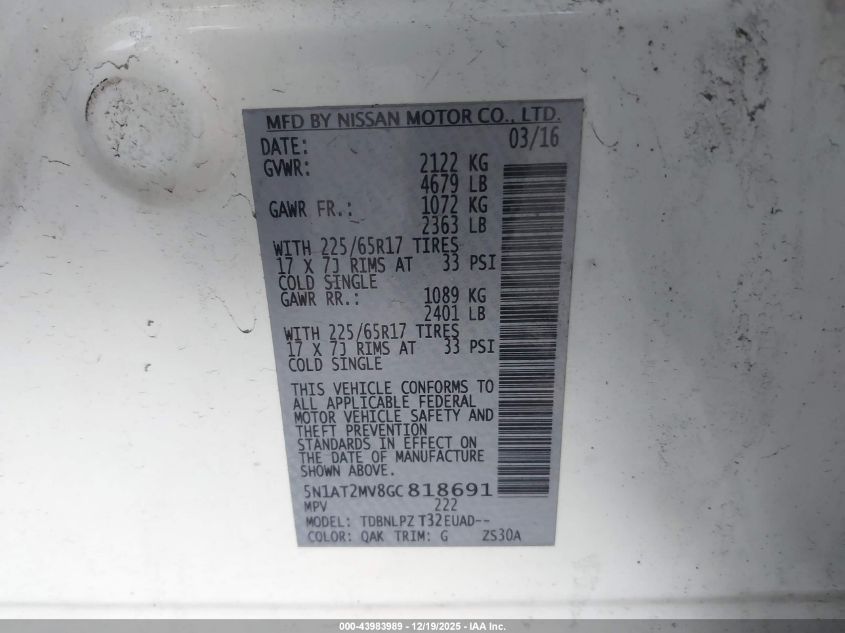 MFD BY NISSAN MOTOR CO., LTD.
DATE: 03/16
GVWR: 2122 KG
4679 LB
GAWR FR.: 1072 KG
2363 LB
WITH 225/65R17 TIRES
17 X 7J RIMS AT 33 PSI
COLD SINGLE
GAWR RR.: 1089 KG
2401 LB
WITH 225/65R17 TIRES
17 X 7J RIMS AT 33 PSI
COLD SINGLE
THIS VEHICLE CONFORMS TO
ALL APPLICABLE FEDERAL
MOTOR VEHICLE SAFETY AND
THEFT PREVENTION
STANDARDS IN EFFECT ON
THE DATE OF MANUFACTURE
SHOWN ABOVE.
5N1AT2MV8GC818691
MPV 222
MODEL: TDBNLPZ T32EUAD--
COLOR: QAK TRIM: G ZS30A
000-43983989 - 12/19/2025 - IAA Inc.